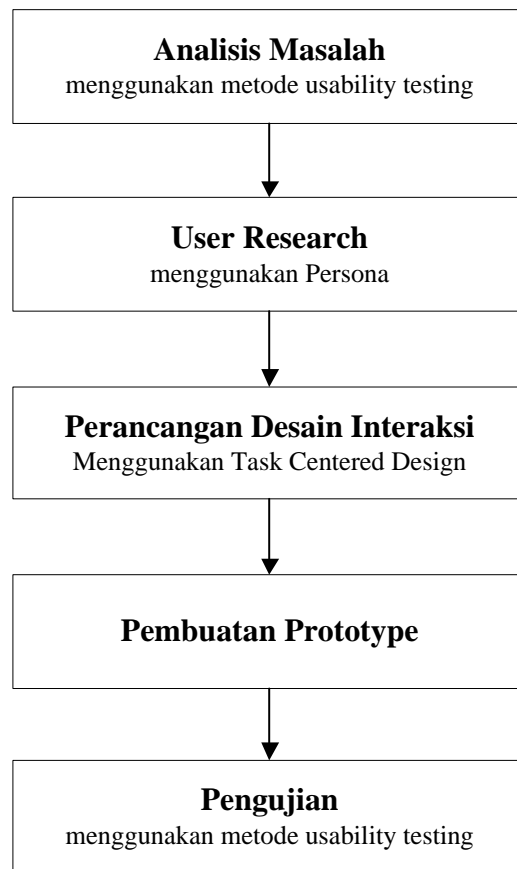 Analisis Masalah
menggunakan metode usability testing
User Research
menggunakan Persona
Perancangan Desain Interaksi
Menggunakan Task Centered Design
Pembuatan Prototype
Pengujian
menggunakan metode usability testing